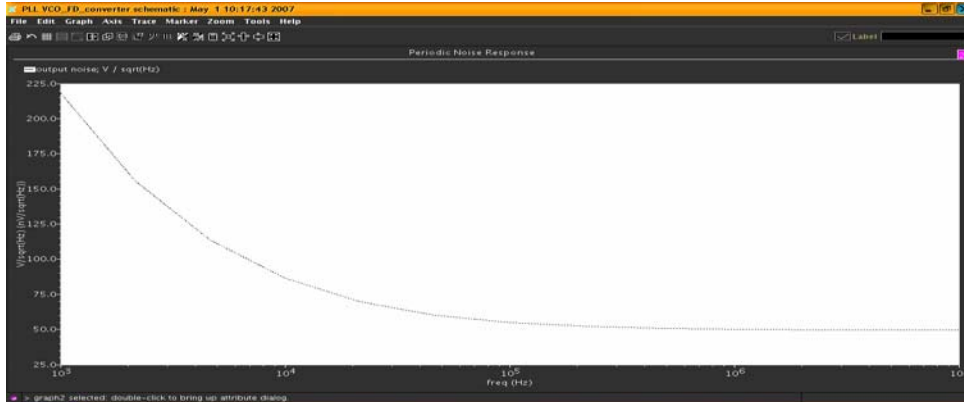 PLL VCO_FD_converter schematic : May 1 10:17:43 2007
File Edit Graph Axis Trace Marker Zoom Tools Help
Label
Periodic Noise Response
output noise; V / sqrt(Hz)
225.0
200.0
175.0
150.0
125.0
100.0
75.0
50.0
25.0
V/sqrt(Hz) (nV/sqrt(Hz))
10³ 10⁴ 10⁵ 10⁶ 10
freq (Hz)
> graph2 selected: double-click to bring up attribute dialog.